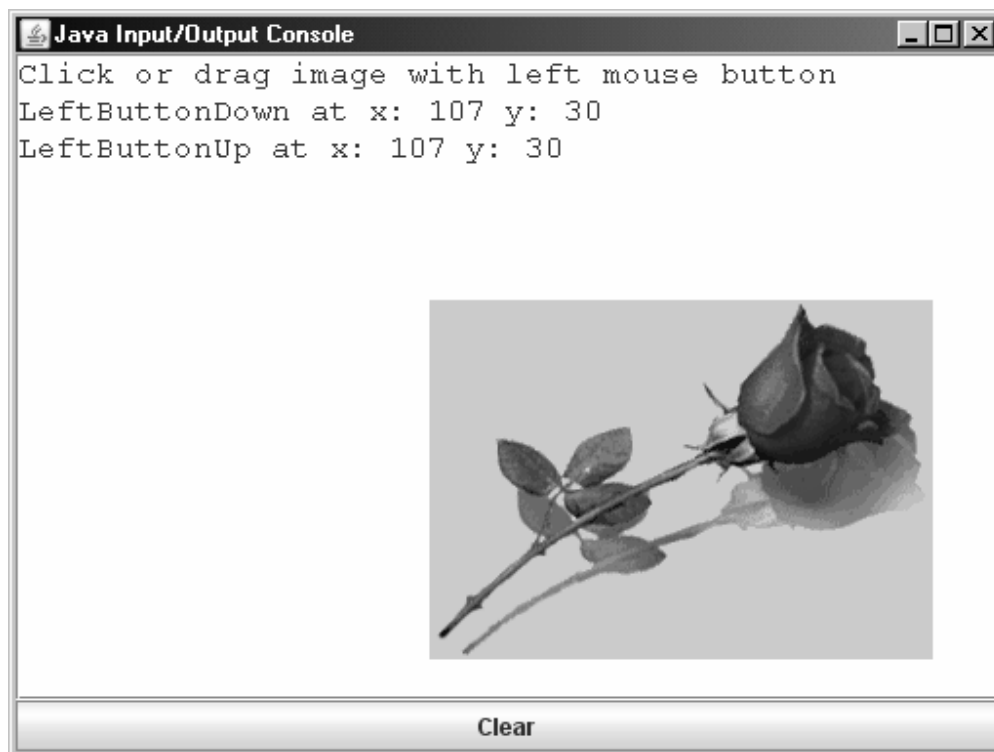 Java Input/Output Console
Click or drag image with left mouse button
LeftButtonDown at x: 107 y: 30
LeftButtonUp at x: 107 y: 30
Clear